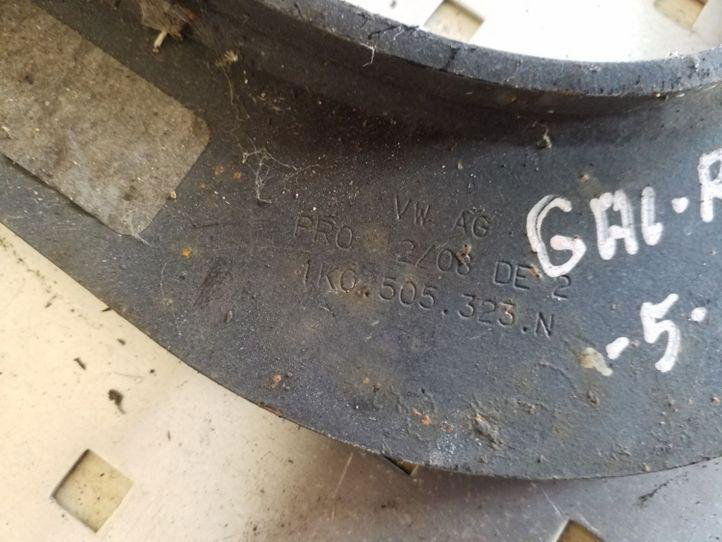 VW AG
PRO 2/08 DE 2
1K0.505.323.N
GAL.
-5.